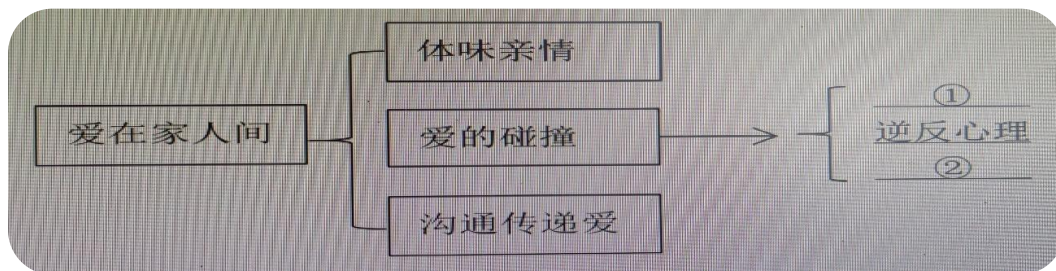 体味亲情
①
爱在家人间
爱的碰撞
逆反心理
②
沟通传递爱